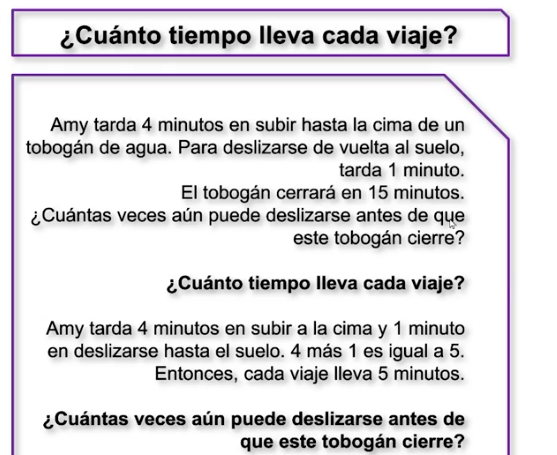 ¿Cuánto tiempo lleva cada viaje?
Amy tarda 4 minutos en subir hasta la cima de un
tobogán de agua. Para deslizarse de vuelta al suelo,
tarda 1 minuto.
El tobogán cerrará en 15 minutos.
¿Cuántas veces aún puede deslizarse antes de que
este tobogán cierre?
¿Cuánto tiempo lleva cada viaje?
Amy tarda 4 minutos en subir a la cima y 1 minuto
en deslizarse hasta el suelo. 4 más 1 es igual a 5.
Entonces, cada viaje lleva 5 minutos.
¿Cuántas veces aún puede deslizarse antes de
que este tobogán cierre?